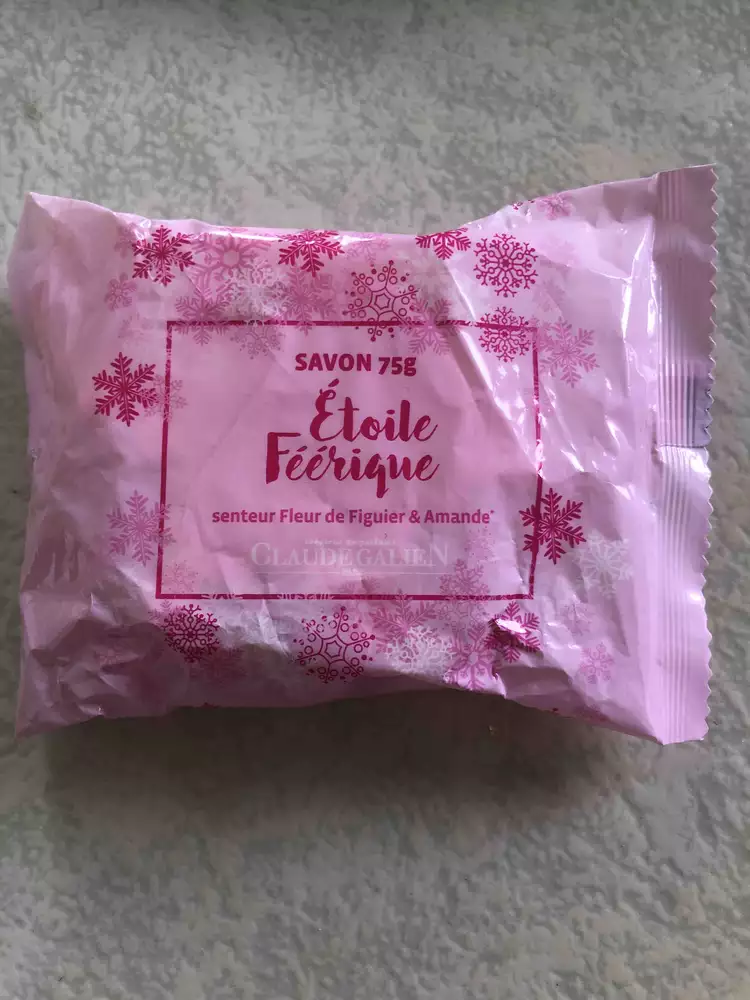 SAVON 75g
Étoile
Féérique
senteur Fleur de Figuier & Amande*
CLAUDE GALIEN